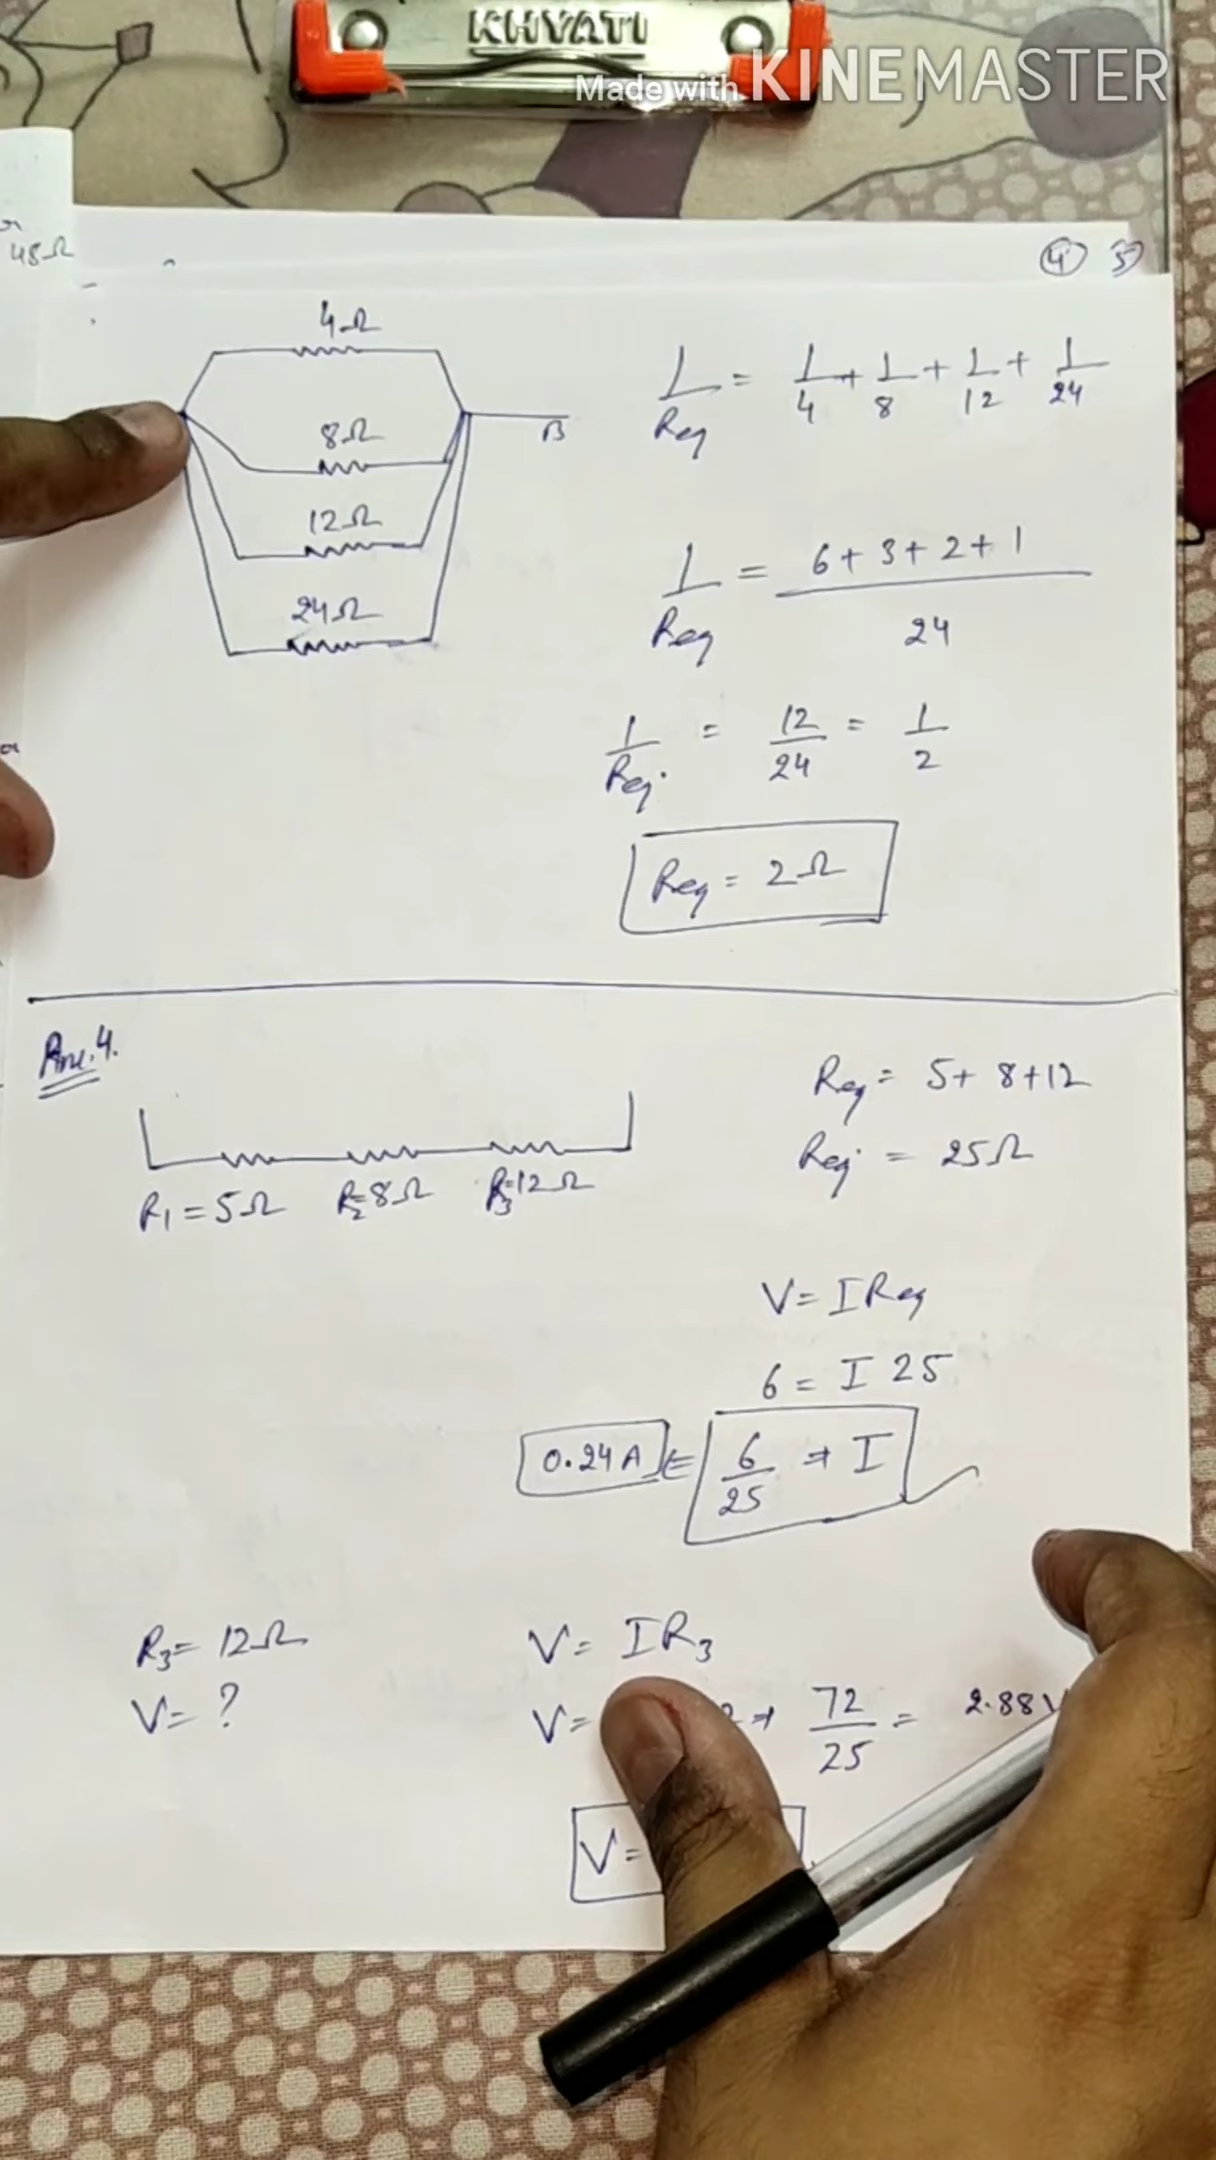 KHYATI
Made with KINEMASTER
48Ω
4 5
4Ω
8Ω
B
12Ω
24Ω
1/Req = 1/4 + 1/8 + 1/12 + 1/24
1/Req = 6+3+2+1/24
1/Req. = 12/24 = 1/2
Req = 2Ω
Ans.4.
R1=5Ω R2=8Ω R3=12Ω
Req = 5+ 8+12
Req = 25Ω
V= IReq
6 = I 25
0.24A = 6/25 ⇒ I
R3= 12Ω
V= ?
V= IR3
V= ⇒ 72/25 = 2.88V
V=